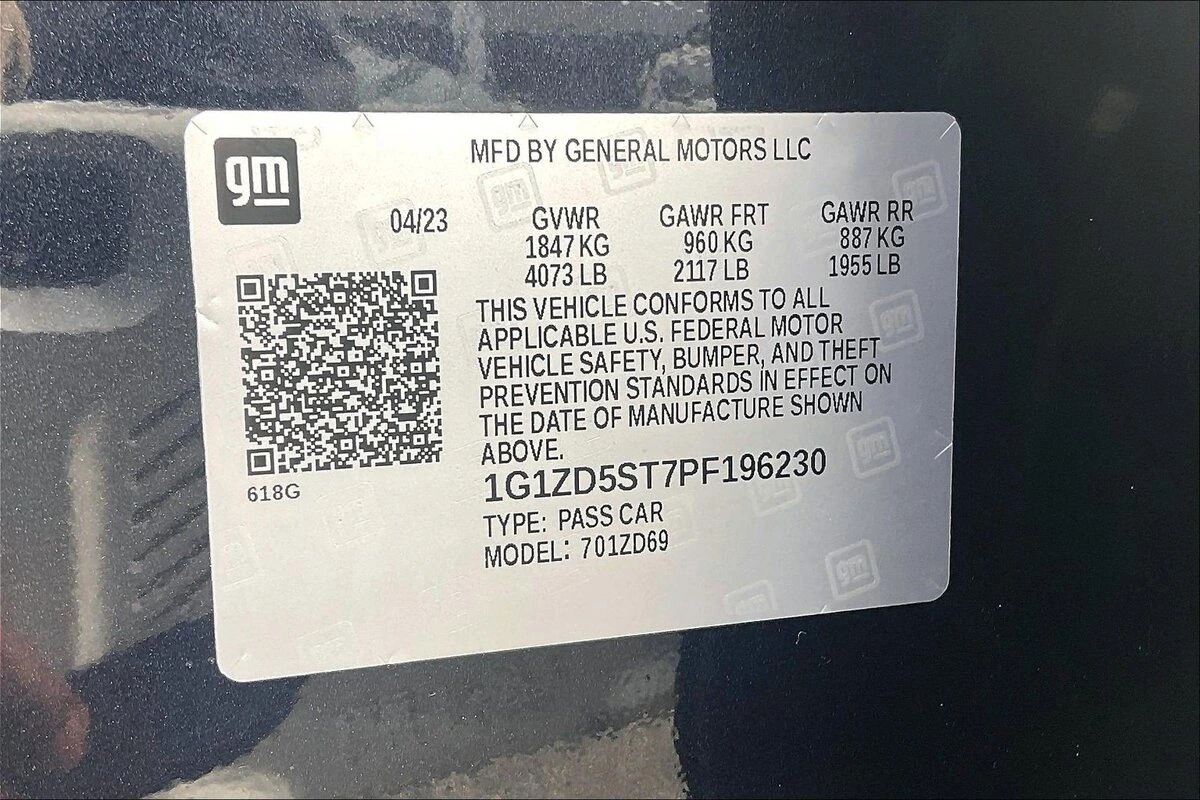 gm
MFD BY GENERAL MOTORS LLC
04/23 GVWR GAWR FRT GAWR RR
1847 KG 960 KG 887 KG
4073 LB 2117 LB 1955 LB
THIS VEHICLE CONFORMS TO ALL
APPLICABLE U.S. FEDERAL MOTOR
VEHICLE SAFETY, BUMPER, AND THEFT
PREVENTION STANDARDS IN EFFECT ON
THE DATE OF MANUFACTURE SHOWN
ABOVE.
618G
1G1ZD5ST7PF196230
TYPE: PASS CAR
MODEL: 701ZD69